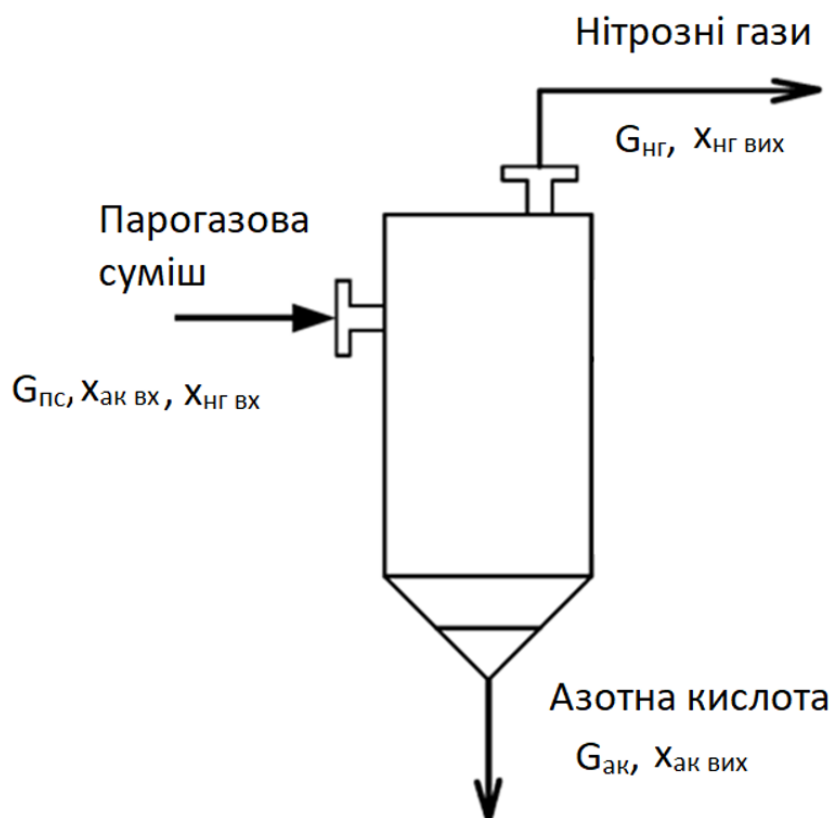 Нітрозні гази
Gнг, xнг вих
Парогазова
суміш
Gпс, xак вх, xнг вх
Азотна кислота
Gак, xак вих